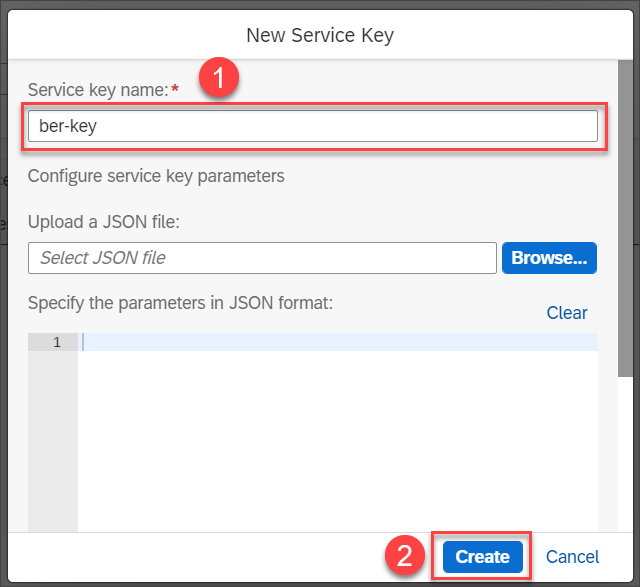 New Service Key
Service key name:* 1
ber-key
Configure service key parameters
Upload a JSON file:
Select JSON file Browse...
Specify the parameters in JSON format:
Clear
1
2 Create Cancel